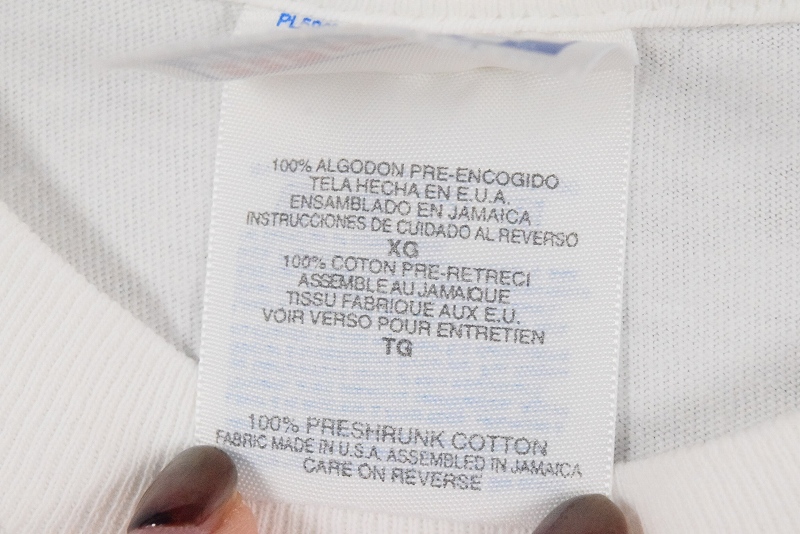 100% ALGODON PRE-ENCOGIDO
TELA HECHA EN E.U.A.
ENSAMBLADO EN JAMAICA
INSTRUCCIONES DE CUIDADO AL REVERSO
XG
100% COTON PRE-RETRECI
ASSEMBLE AU JAMAIQUE
TISSU FABRIQUE AUX E.U.
VOIR VERSO POUR ENTRETIEN
TG
100% PRESHRUNK COTTON
FABRIC MADE IN U.S.A. ASSEMBLED IN JAMAICA
CARE ON REVERSE